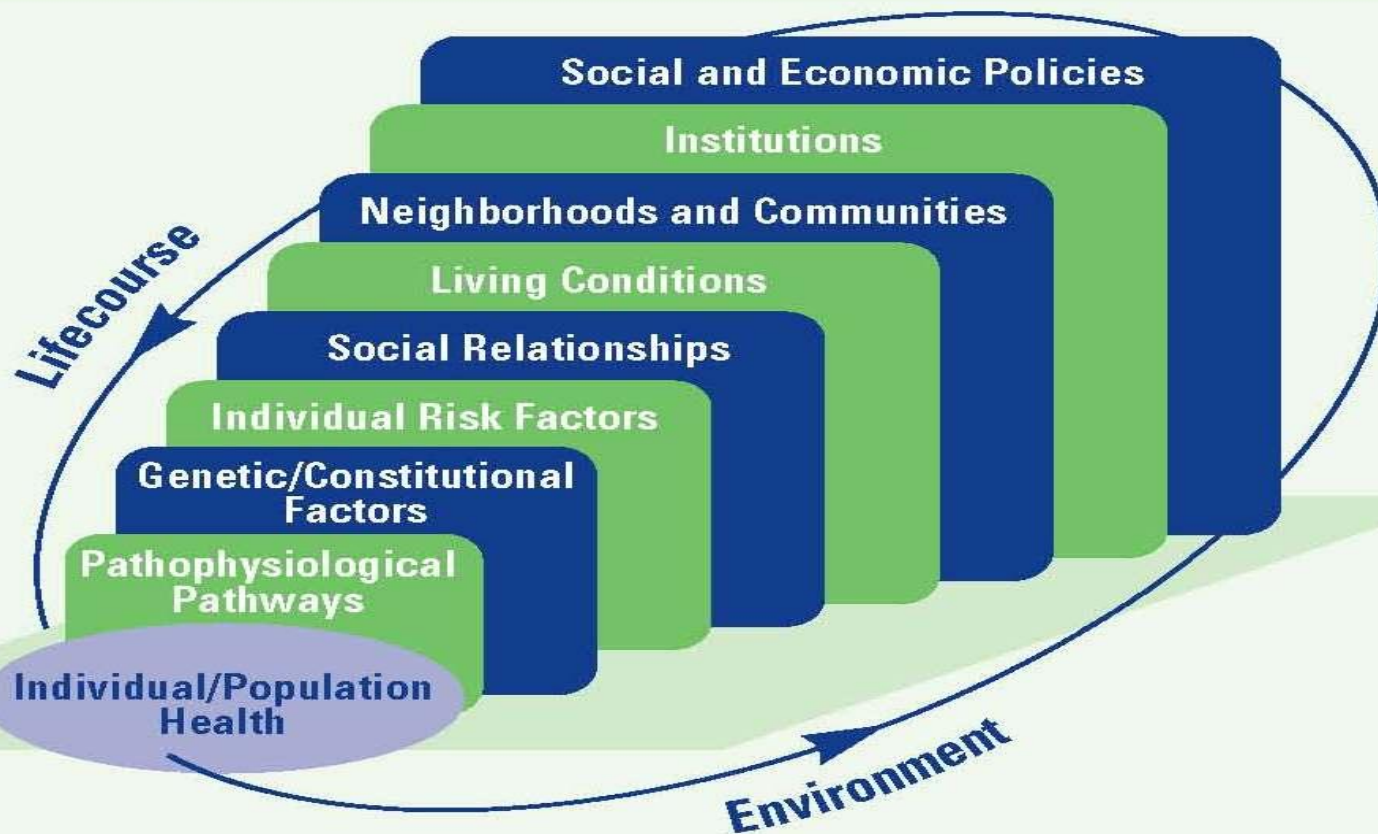 Social and Economic Policies
Institutions
Neighborhoods and Communities
Living Conditions
Social Relationships
Individual Risk Factors
Genetic/Constitutional
Factors
Pathophysiological
Pathways
Individual/Population
Health
Lifecourse
Environment